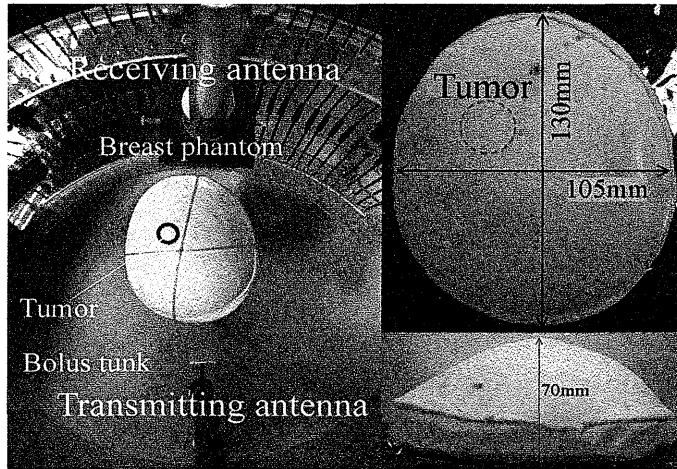 Receiving antenna
Breast phantom
Tumor
Bolus tunk
Transmitting antenna
Tumor
130mm
105mm
70mm